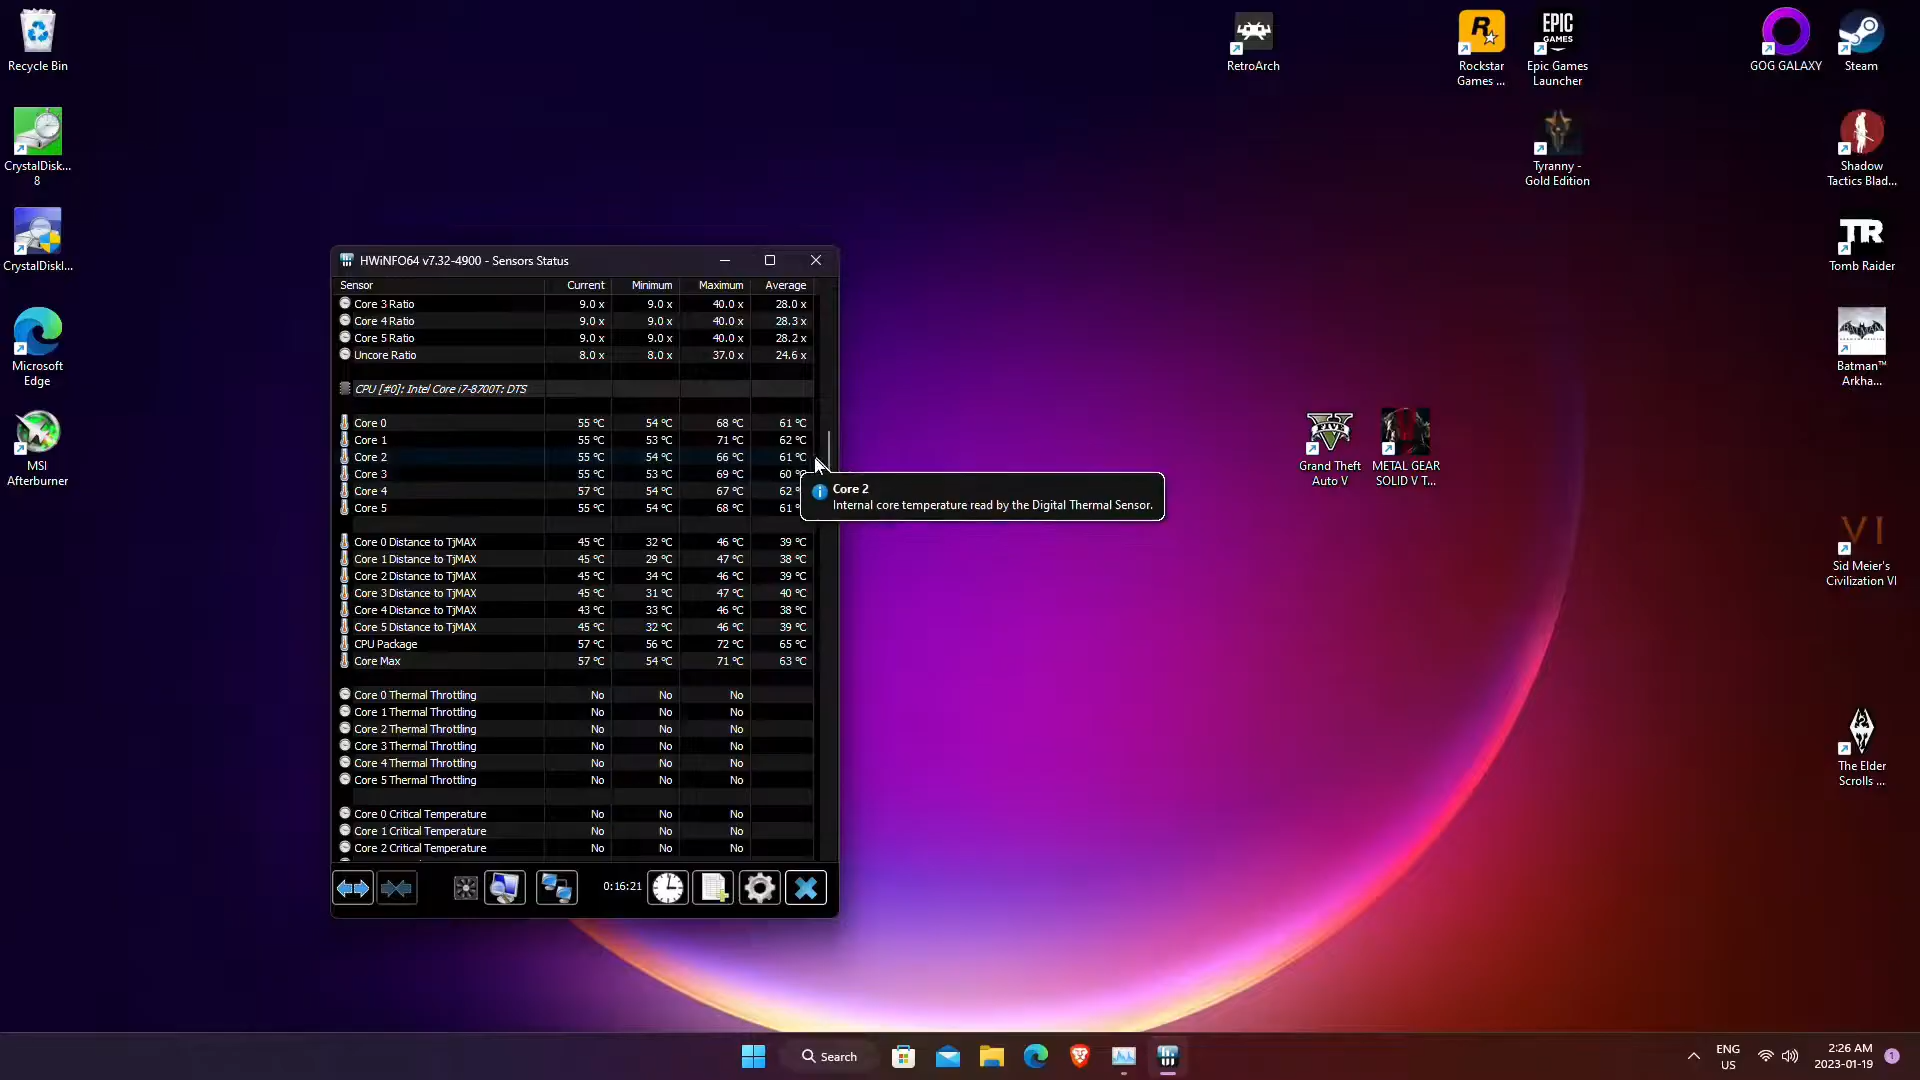 Recycle Bin
CrystalDisk...
8
CrystalDiskI...
Microsoft
Edge
MSI
Afterburner
RetroArch
Rockstar
Games ...
EPIC
GAMES
Epic Games
Launcher
GOG GALAXY
Steam
Tyranny -
Gold Edition
Shadow
Tactics Blad...
TR
Tomb Raider
Batman™
Arkha...
Grand Theft
Auto V
METAL GEAR
SOLID V T...
VI
Sid Meier's
Civilization VI
The Elder
Scrolls ...
HWiNFO64 v7.32-4900 - Sensors Status
Sensor Current Minimum Maximum Average
Core 3 Ratio 9.0 x 9.0 x 40.0 x 28.0 x
Core 4 Ratio 9.0 x 9.0 x 40.0 x 28.3 x
Core 5 Ratio 9.0 x 9.0 x 40.0 x 28.2 x
Uncore Ratio 8.0 x 8.0 x 37.0 x 24.6 x
CPU [#0]: Intel Core i7-8700T: DTS
Core 0 55 °C 54 °C 68 °C 61 °C
Core 1 55 °C 53 °C 71 °C 62 °C
Core 2 55 °C 54 °C 66 °C 61 °C
Core 3 55 °C 53 °C 69 °C 60 °C
Core 4 57 °C 54 °C 67 °C 62 °
Core 5 55 °C 54 °C 68 °C 61 °
Core 2
Internal core temperature read by the Digital Thermal Sensor.
Core 0 Distance to TjMAX 45 °C 32 °C 46 °C 39 °C
Core 1 Distance to TjMAX 45 °C 29 °C 47 °C 38 °C
Core 2 Distance to TjMAX 45 °C 34 °C 46 °C 39 °C
Core 3 Distance to TjMAX 45 °C 31 °C 47 °C 40 °C
Core 4 Distance to TjMAX 43 °C 33 °C 46 °C 38 °C
Core 5 Distance to TjMAX 45 °C 32 °C 46 °C 39 °C
CPU Package 57 °C 56 °C 72 °C 65 °C
Core Max 57 °C 54 °C 71 °C 63 °C
Core 0 Thermal Throttling No No No
Core 1 Thermal Throttling No No No
Core 2 Thermal Throttling No No No
Core 3 Thermal Throttling No No No
Core 4 Thermal Throttling No No No
Core 5 Thermal Throttling No No No
Core 0 Critical Temperature No No No
Core 1 Critical Temperature No No No
Core 2 Critical Temperature No No No
0:16:21
Search
ENG
US
2:26 AM
2023-01-19
1